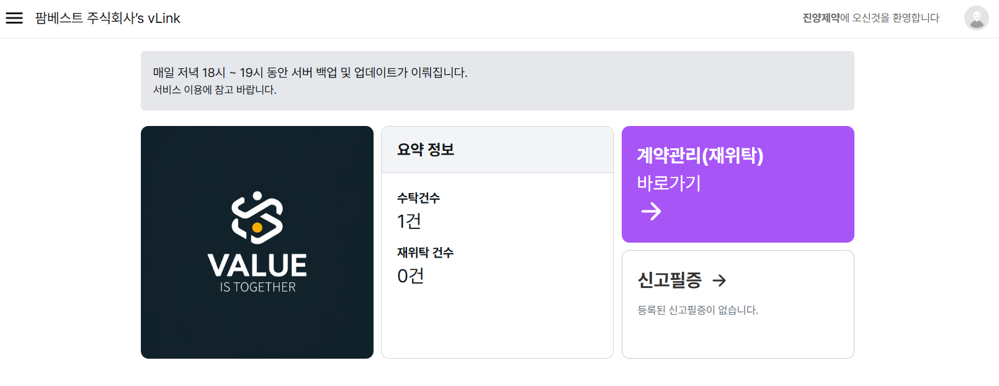 팜베스트 주식회사’s vLink
진양제약에 오신것을 환영합니다
매일 저녁 18시 ~ 19시 동안 서버 백업 및 업데이트가 이뤄집니다.
서비스 이용에 참고 바랍니다.
VALUE
IS TOGETHER
요약 정보
수탁건수
1건
재위탁 건수
0건
계약관리(재위탁)
바로가기
신고필증
등록된 신고필증이 없습니다.